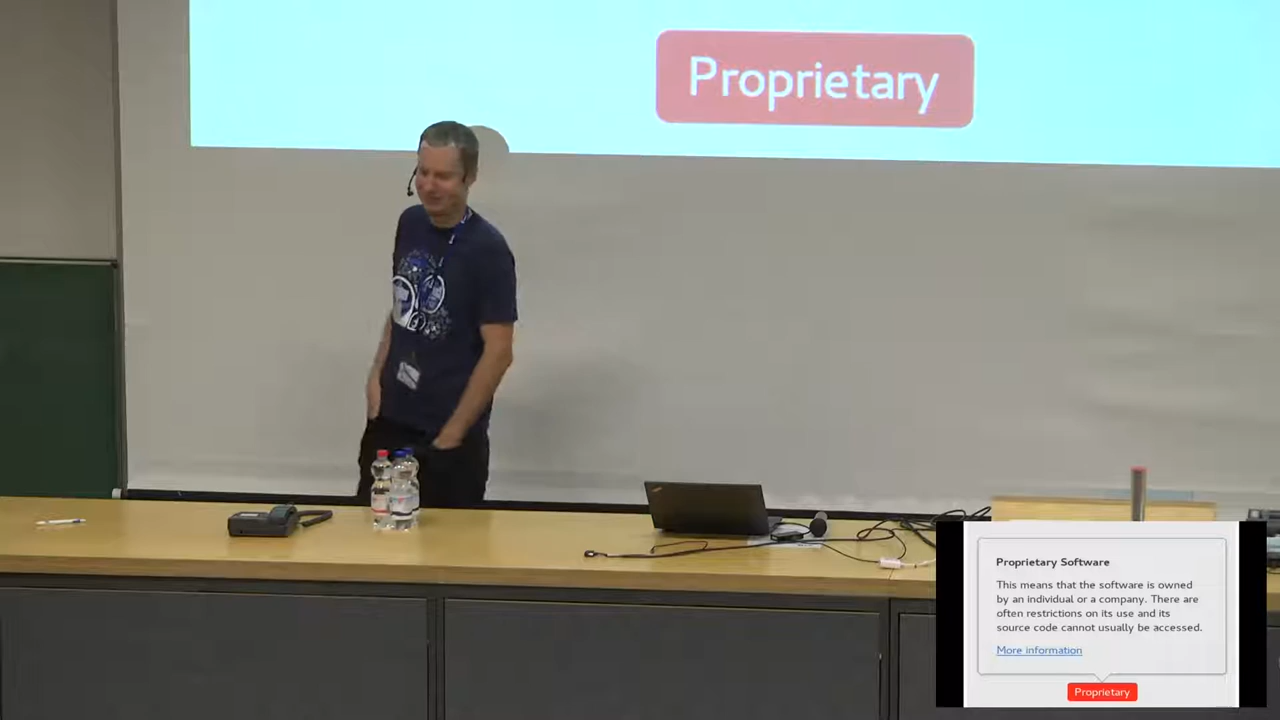 Proprietary
Proprietary Software
This means that the software is owned
by an individual or a company. There are
often restrictions on its use and its
source code cannot usually be accessed.
More information
Proprietary